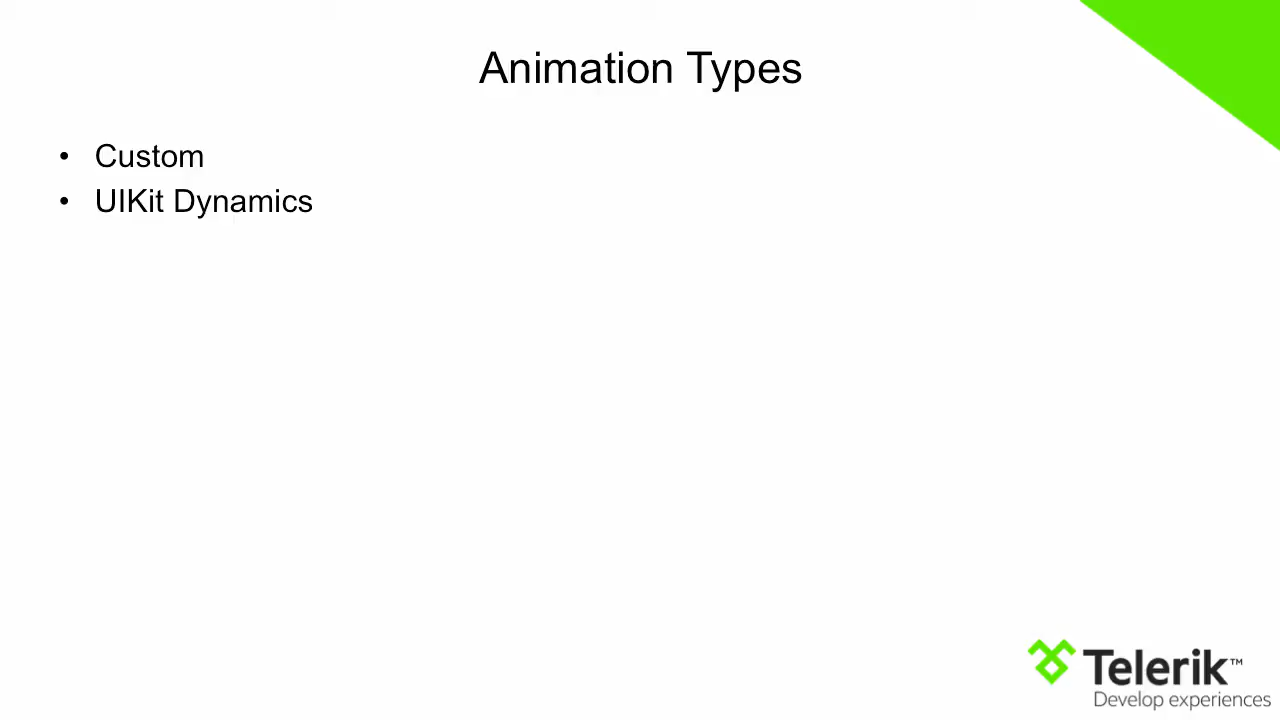 Animation Types
• Custom
• UIKit Dynamics
Telerik™
Develop experiences